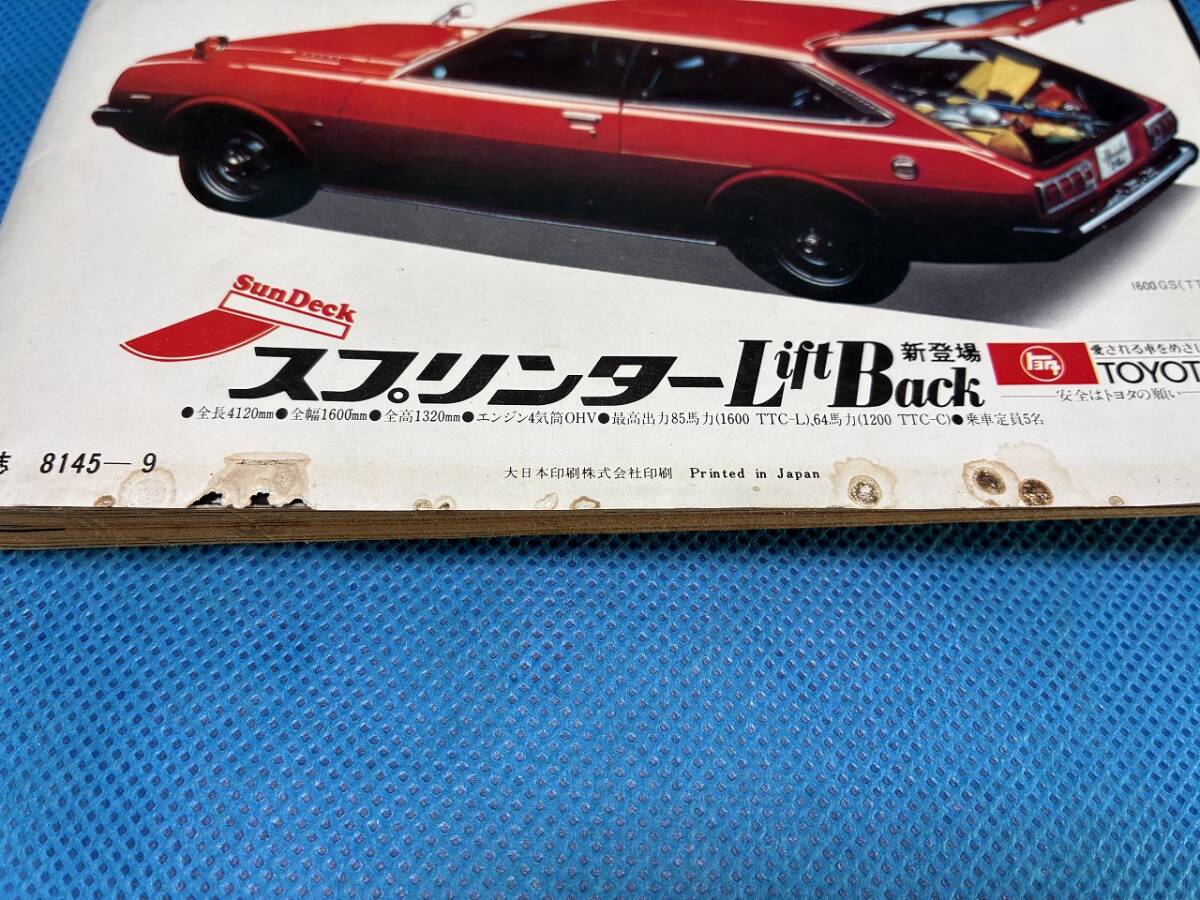 1600GS(TT
SunDeck
スプリンターLiftBack 新登場
トヨタ
愛される車をめざし
TOYOT
安全はトヨタの願い
●全長4120mm●全幅1600mm●全高1320mm●エンジン4気筒OHV●最高出力85馬力(1600 TTC-L),64馬力(1200 TTC-C)●乗車定員5名
誌 8145—9
大日本印刷株式会社印刷 Printed in Japan